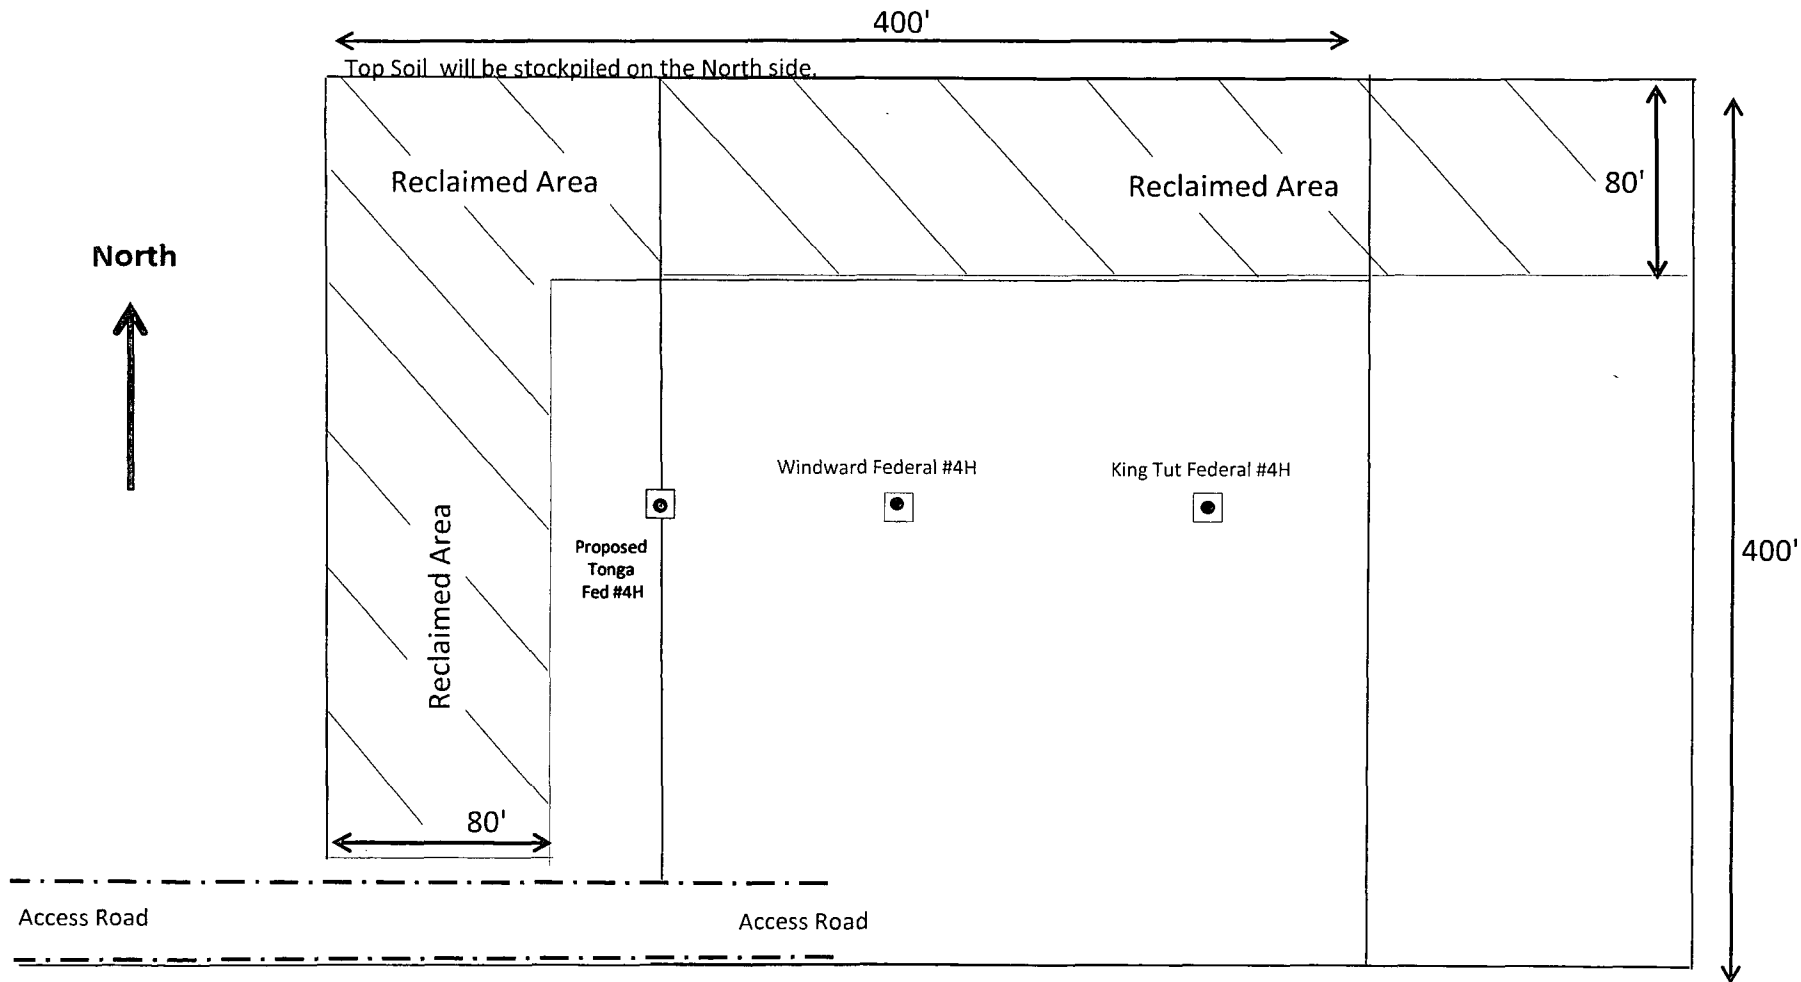 400'
Top Soil will be stockpiled on the North side.
Reclaimed Area
Reclaimed Area
80'
North
Windward Federal #4H
King Tut Federal #4H
Proposed
Tonga
Fed #4H
Reclaimed Area
400'
80'
Access Road
Access Road